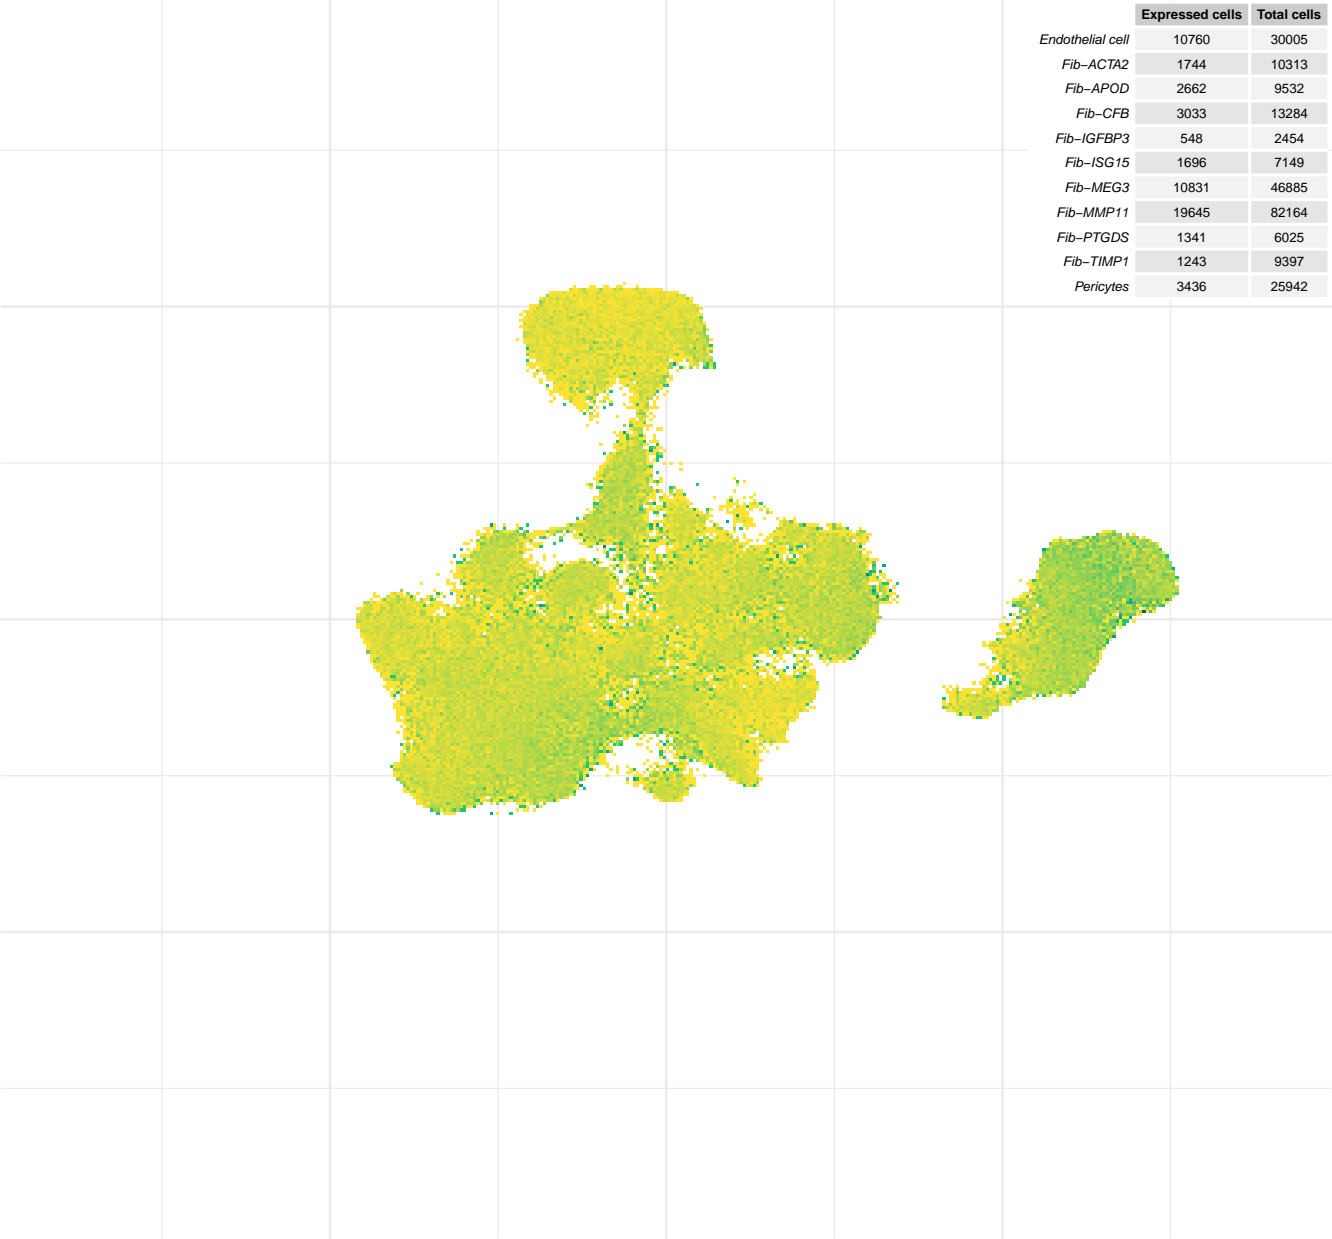 Expressed cells Total cells
Endothelial cell 10760 30005
Fib−ACTA2 1744 10313
Fib−APOD 2662 9532
Fib−CFB 3033 13284
Fib−IGFBP3 548 2454
Fib−ISG15 1696 7149
Fib−MEG3 10831 46885
Fib−MMP11 19645 82164
Fib−PTGDS 1341 6025
Fib−TIMP1 1243 9397
Pericytes 3436 25942